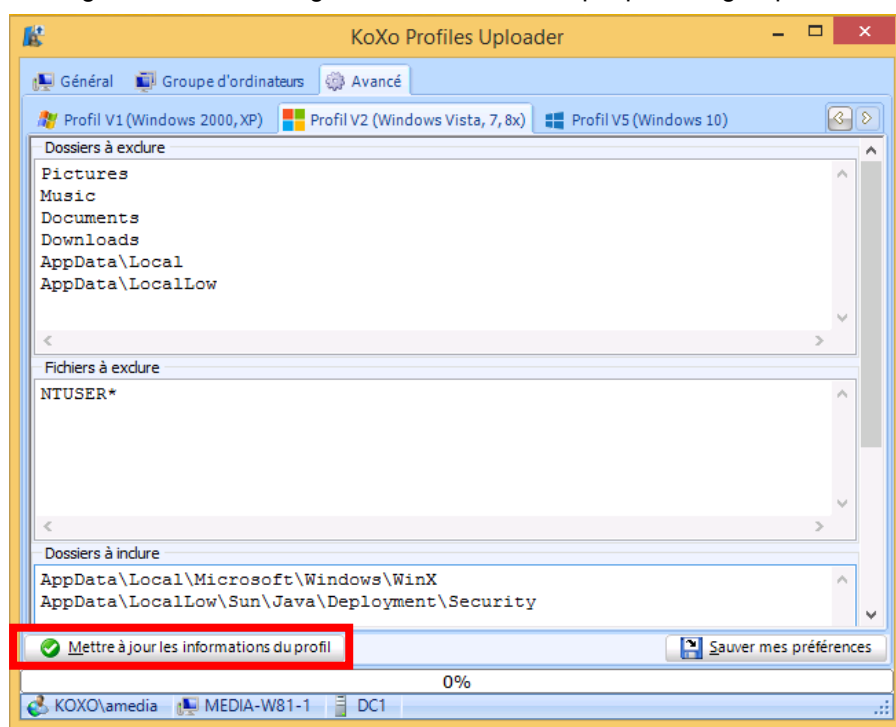 KoXo Profiles Uploader
Général Groupe d'ordinateurs Avancé
Profil V1 (Windows 2000, XP) Profil V2 (Windows Vista, 7, 8x) Profil V5 (Windows 10)
Dossiers à exclure
Pictures
Music
Documents
Downloads
AppData\Local
AppData\LocalLow
Fichiers à exclure
NTUSER*
Dossiers à inclure
AppData\Local\Microsoft\Windows\WinX
AppData\LocalLow\Sun\Java\Deployment\Security
Mettre à jour les informations du profil Sauver mes préférences
0%
KOXO\amedia MEDIA-W81-1 DC1